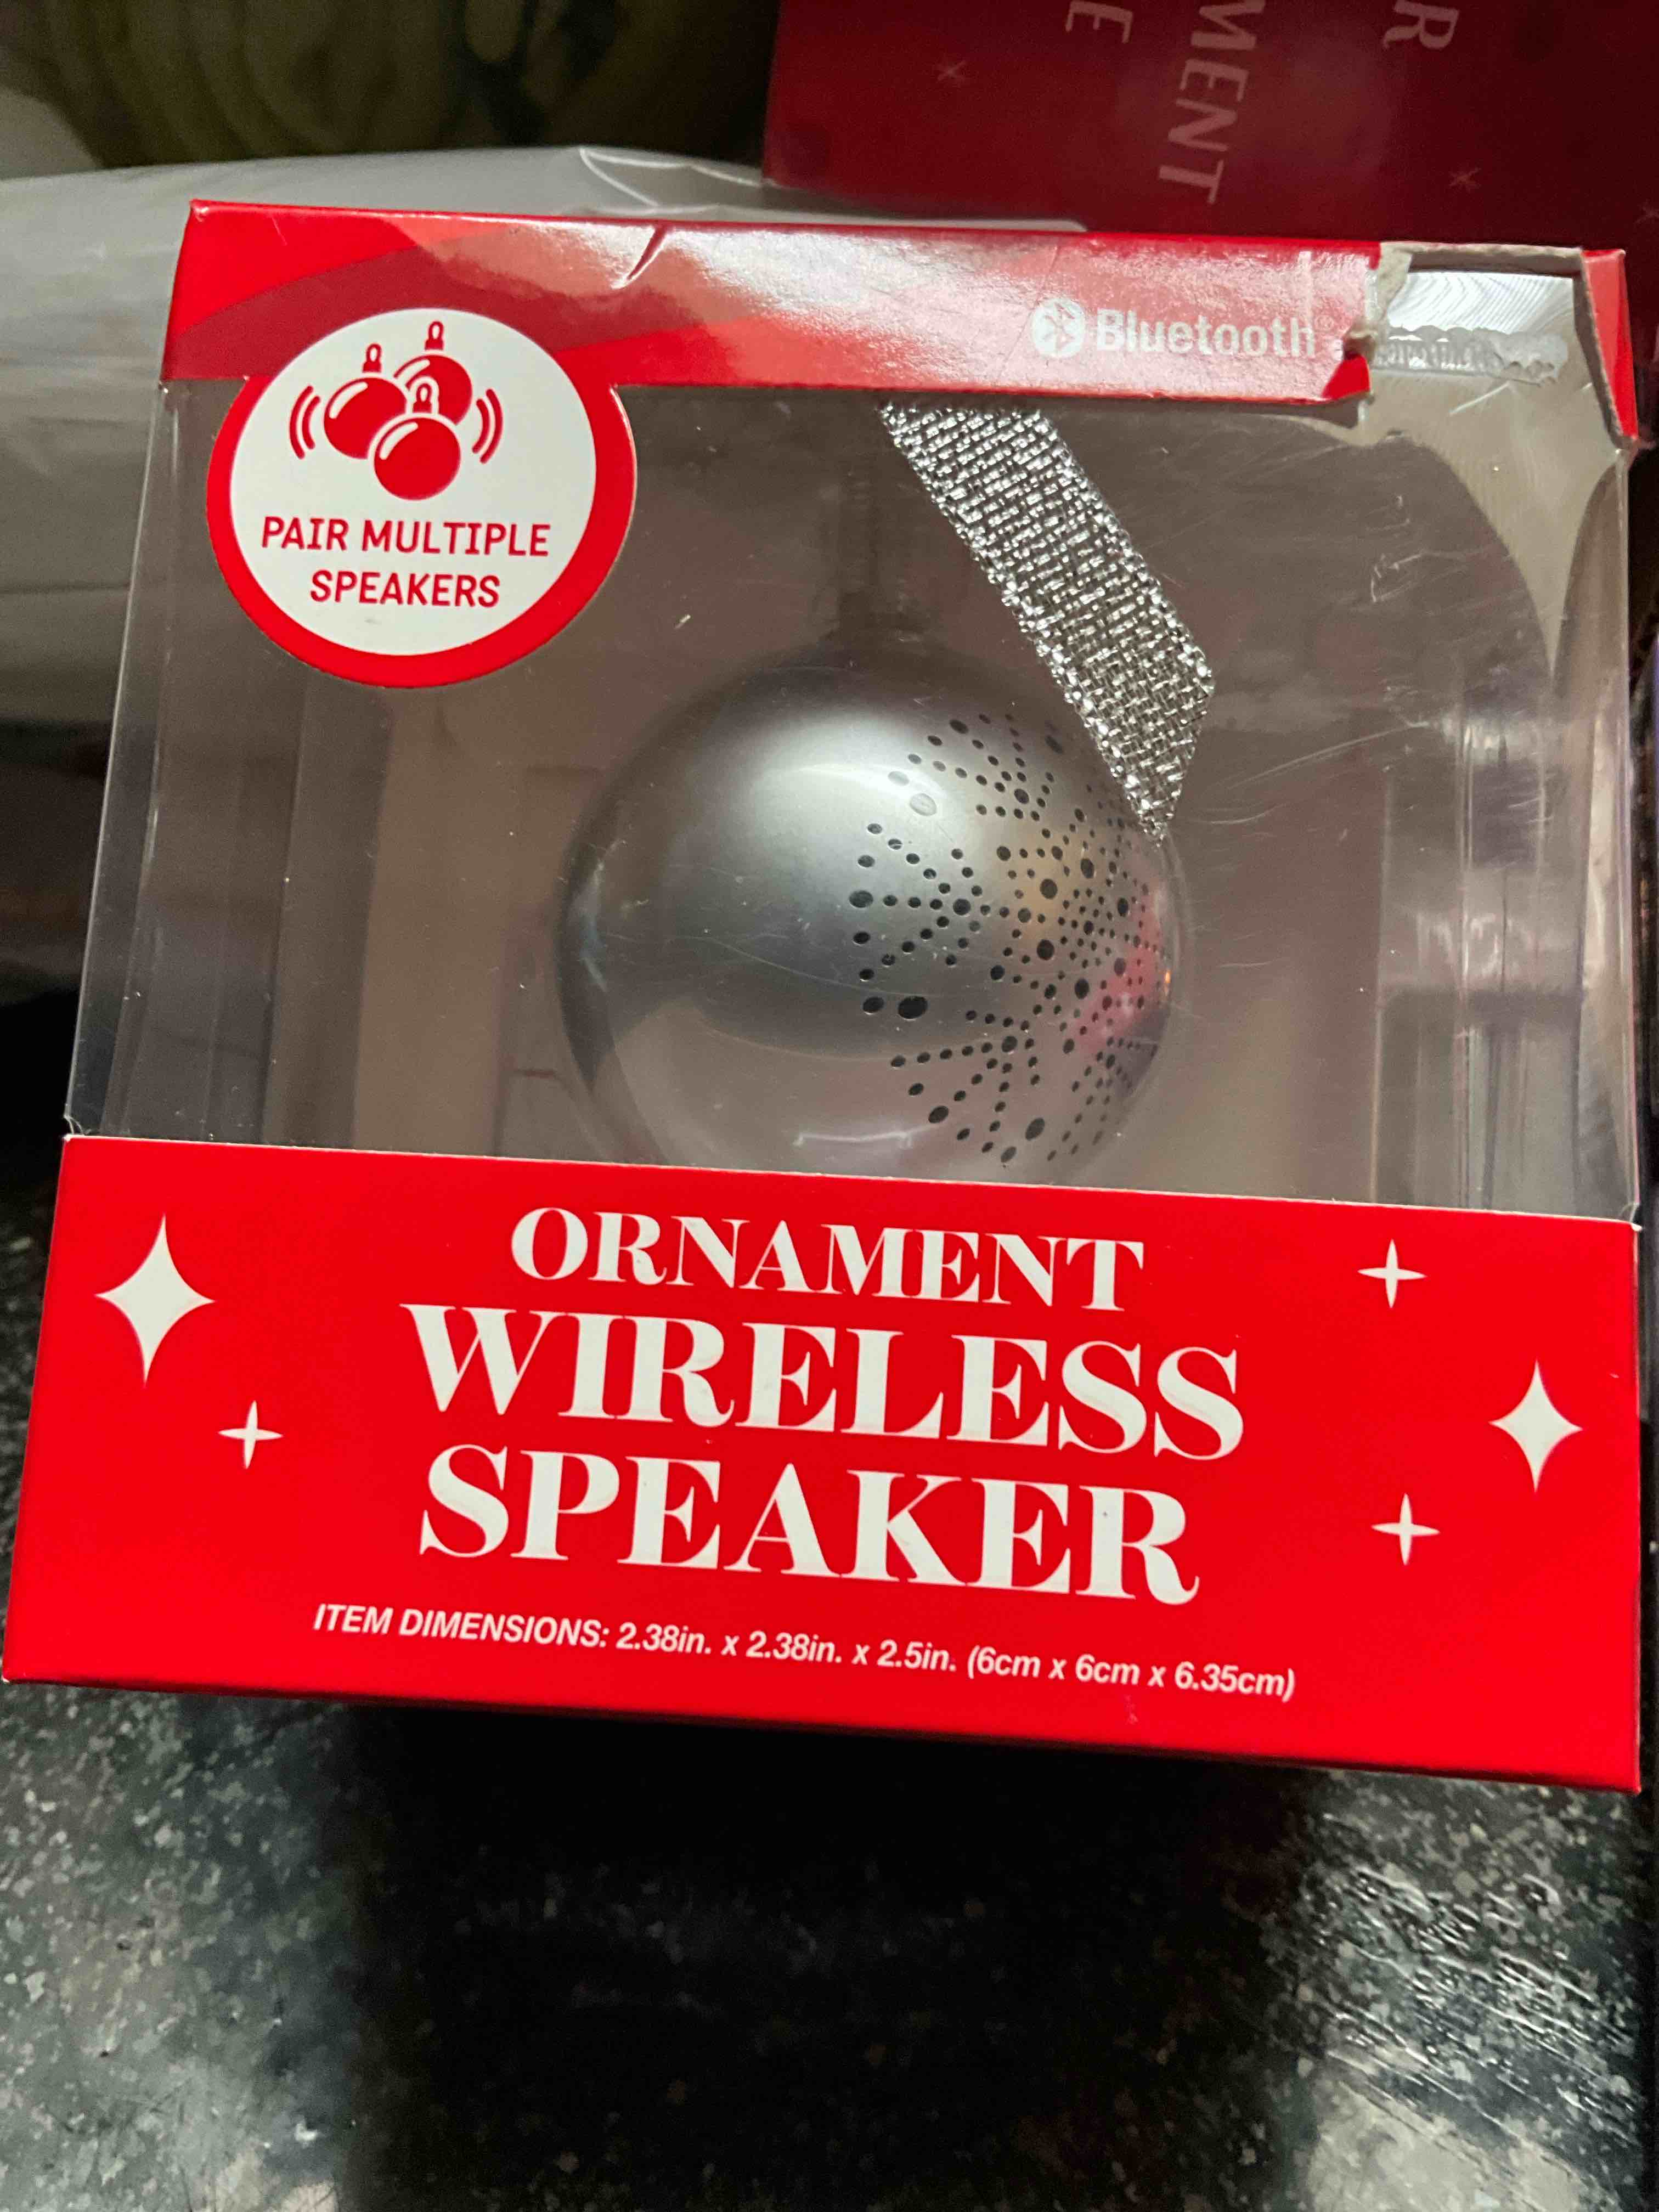 R
MENT
E
Bluetooth®
PAIR MULTIPLE
SPEAKERS
ORNAMENT
WIRELESS
SPEAKER
ITEM DIMENSIONS: 2.38in. x 2.38in. x 2.5in. (6cm x 6cm x 6.35cm)